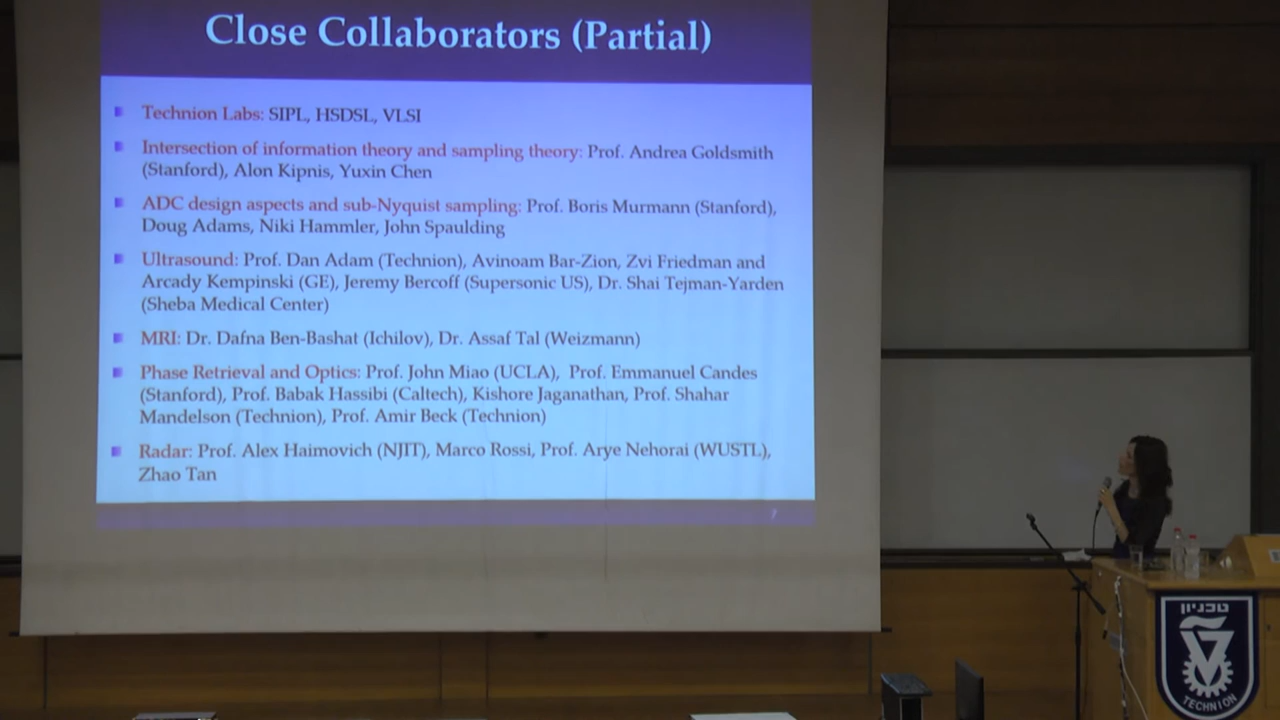 Close Collaborators (Partial)
Technion Labs: SIPL, HSDSL, VLSI
Intersection of information theory and sampling theory: Prof. Andrea Goldsmith
(Stanford), Alon Kipnis, Yuxin Chen
ADC design aspects and sub-Nyquist sampling: Prof. Boris Murmann (Stanford),
Doug Adams, Niki Hammler, John Spaulding
Ultrasound: Prof. Dan Adam (Technion), Avinoam Bar-Zion, Zvi Friedman and
Arcady Kempinski (GE), Jeremy Bercoff (Supersonic US), Dr. Shai Tejman-Yarden
(Sheba Medical Center)
MRI: Dr. Dafna Ben-Bashat (Ichilov), Dr. Assaf Tal (Weizmann)
Phase Retrieval and Optics: Prof. John Miao (UCLA), Prof. Emmanuel Candes
(Stanford), Prof. Babak Hassibi (Caltech), Kishore Jaganathan, Prof. Shahar
Mandelson (Technion), Prof. Amir Beck (Technion)
Radar: Prof. Alex Haimovich (NJIT), Marco Rossi, Prof. Arye Nehorai (WUSTL),
Zhao Tan
טכניון
TECHNION